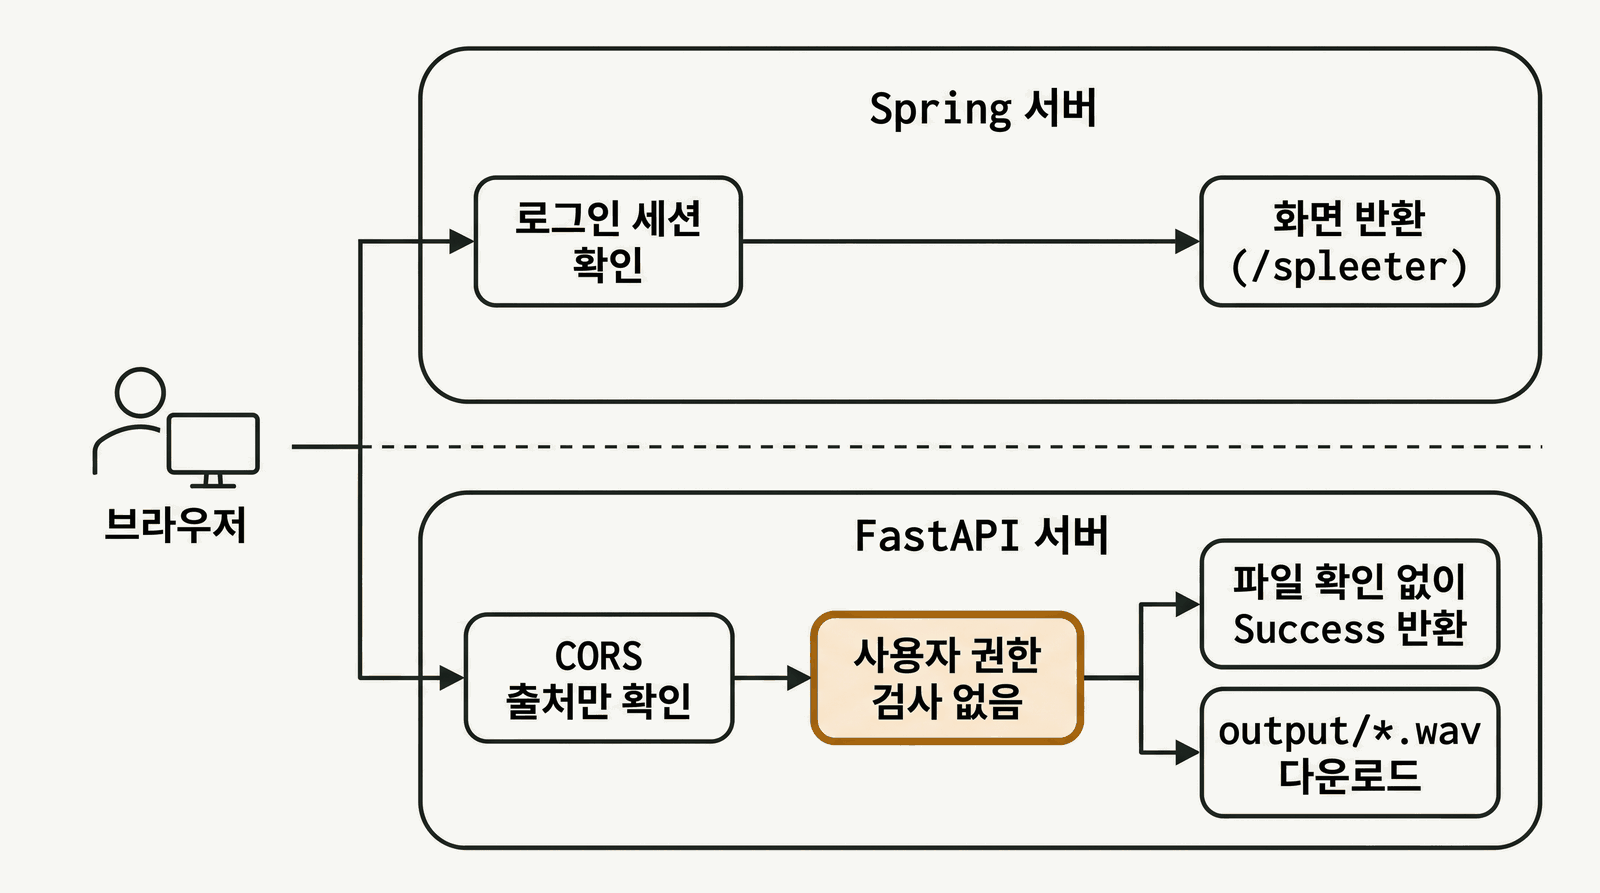 Spring 서버
로그인 세션
확인
화면 반환
(/spleeter)
브라우저
FastAPI 서버
CORS
출처만 확인
사용자 권한
검사 없음
파일 확인 없이
Success 반환
output/*.wav
다운로드